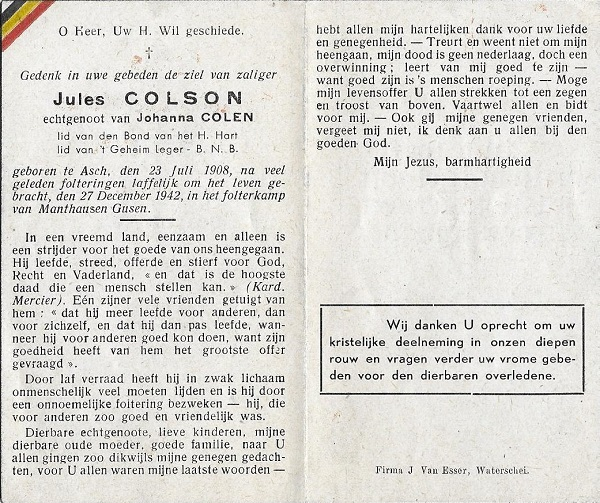 O Heer, Uw H. Wil geschiede.
†
Gedenk in uwe gebeden de ziel van zaliger
Jules COLSON
echtgenoot van Johanna COLEN
lid van den Bond van het H. Hart
lid van 't Geheim Leger - B. N. B.
geboren te Asch, den 23 Juli 1908, na veel
geleden folteringen laffelijk om het leven ge-
bracht, den 27 December 1942, in het folterkamp
van Manthausen Gusen.
In een vreemd land, eenzaam en alleen is
een strijder voor het goede van ons heengegaan.
Hij leefde, streed, offerde en stierf voor God,
Recht en Vaderland, « en dat is de hoogste
daad die een mensch stellen kan. » (Kard.
Mercier). Eén zijner vele vrienden getuigt van
hem : « dat hij meer leefde voor anderen, dan
voor zichzelf, en dat hij dan pas leefde, wan-
neer hij voor anderen goed kon doen, want zijn
goedheid heeft van hem het grootste offer
gevraagd ».
Door laf verraad heeft hij in zwak lichaam
onmenschelijk veel moeten lijden en is hij door
een onnoemelijke foltering bezweken — hij, die
voor anderen zoo goed en vriendelijk was.
Dierbare echtgenoote, lieve kinderen, mijne
dierbare oude moeder, goede familie, naar U
allen gingen zoo dikwijls mijne genegen gedach-
ten, voor U allen waren mijne laatste woorden —
hebt allen mijn hartelijken dank voor uw liefde
en genegenheid. — Treurt en weent niet om mijn
heengaan, mijn dood is geen nederlaag, doch een
overwinning ; leert van mij goed te zijn —
want goed zijn is 's menschen roeping. — Moge
mijn levensoffer U allen strekken tot een zegen
en troost van boven. Vaartwel allen en bidt
voor mij. — Ook gij mijne genegen vrienden,
vergeet mij niet, ik denk aan u allen bij den
goeden God.
Mijn Jezus, barmhartigheid
Wij danken U oprecht om uw
kristelijke deelneming in onzen diepen
rouw en vragen verder uw vrome gebe-
den voor den dierbaren overledene.
Firma J Van Esser, Waterschei.